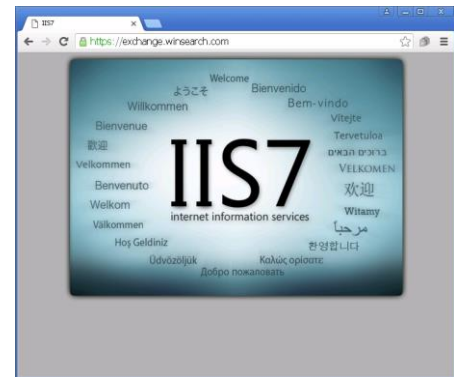 IIS7
https://exchange.winsearch.com
Welcome
ようこそ
Bienvenido
Willkommen
Bem-vindo
Bienvenue
Vítejte
Tervetuloa
歡迎
ברוכים הבאים
Velkommen
VELKOMEN
IIS7
internet information services
Benvenuto
欢迎
Welkom
Witamy
Välkommen
مرحباً
Hoş Geldiniz
환영합니다
Üdvözöljük
Καλώς ορίσατε
Добро пожаловать